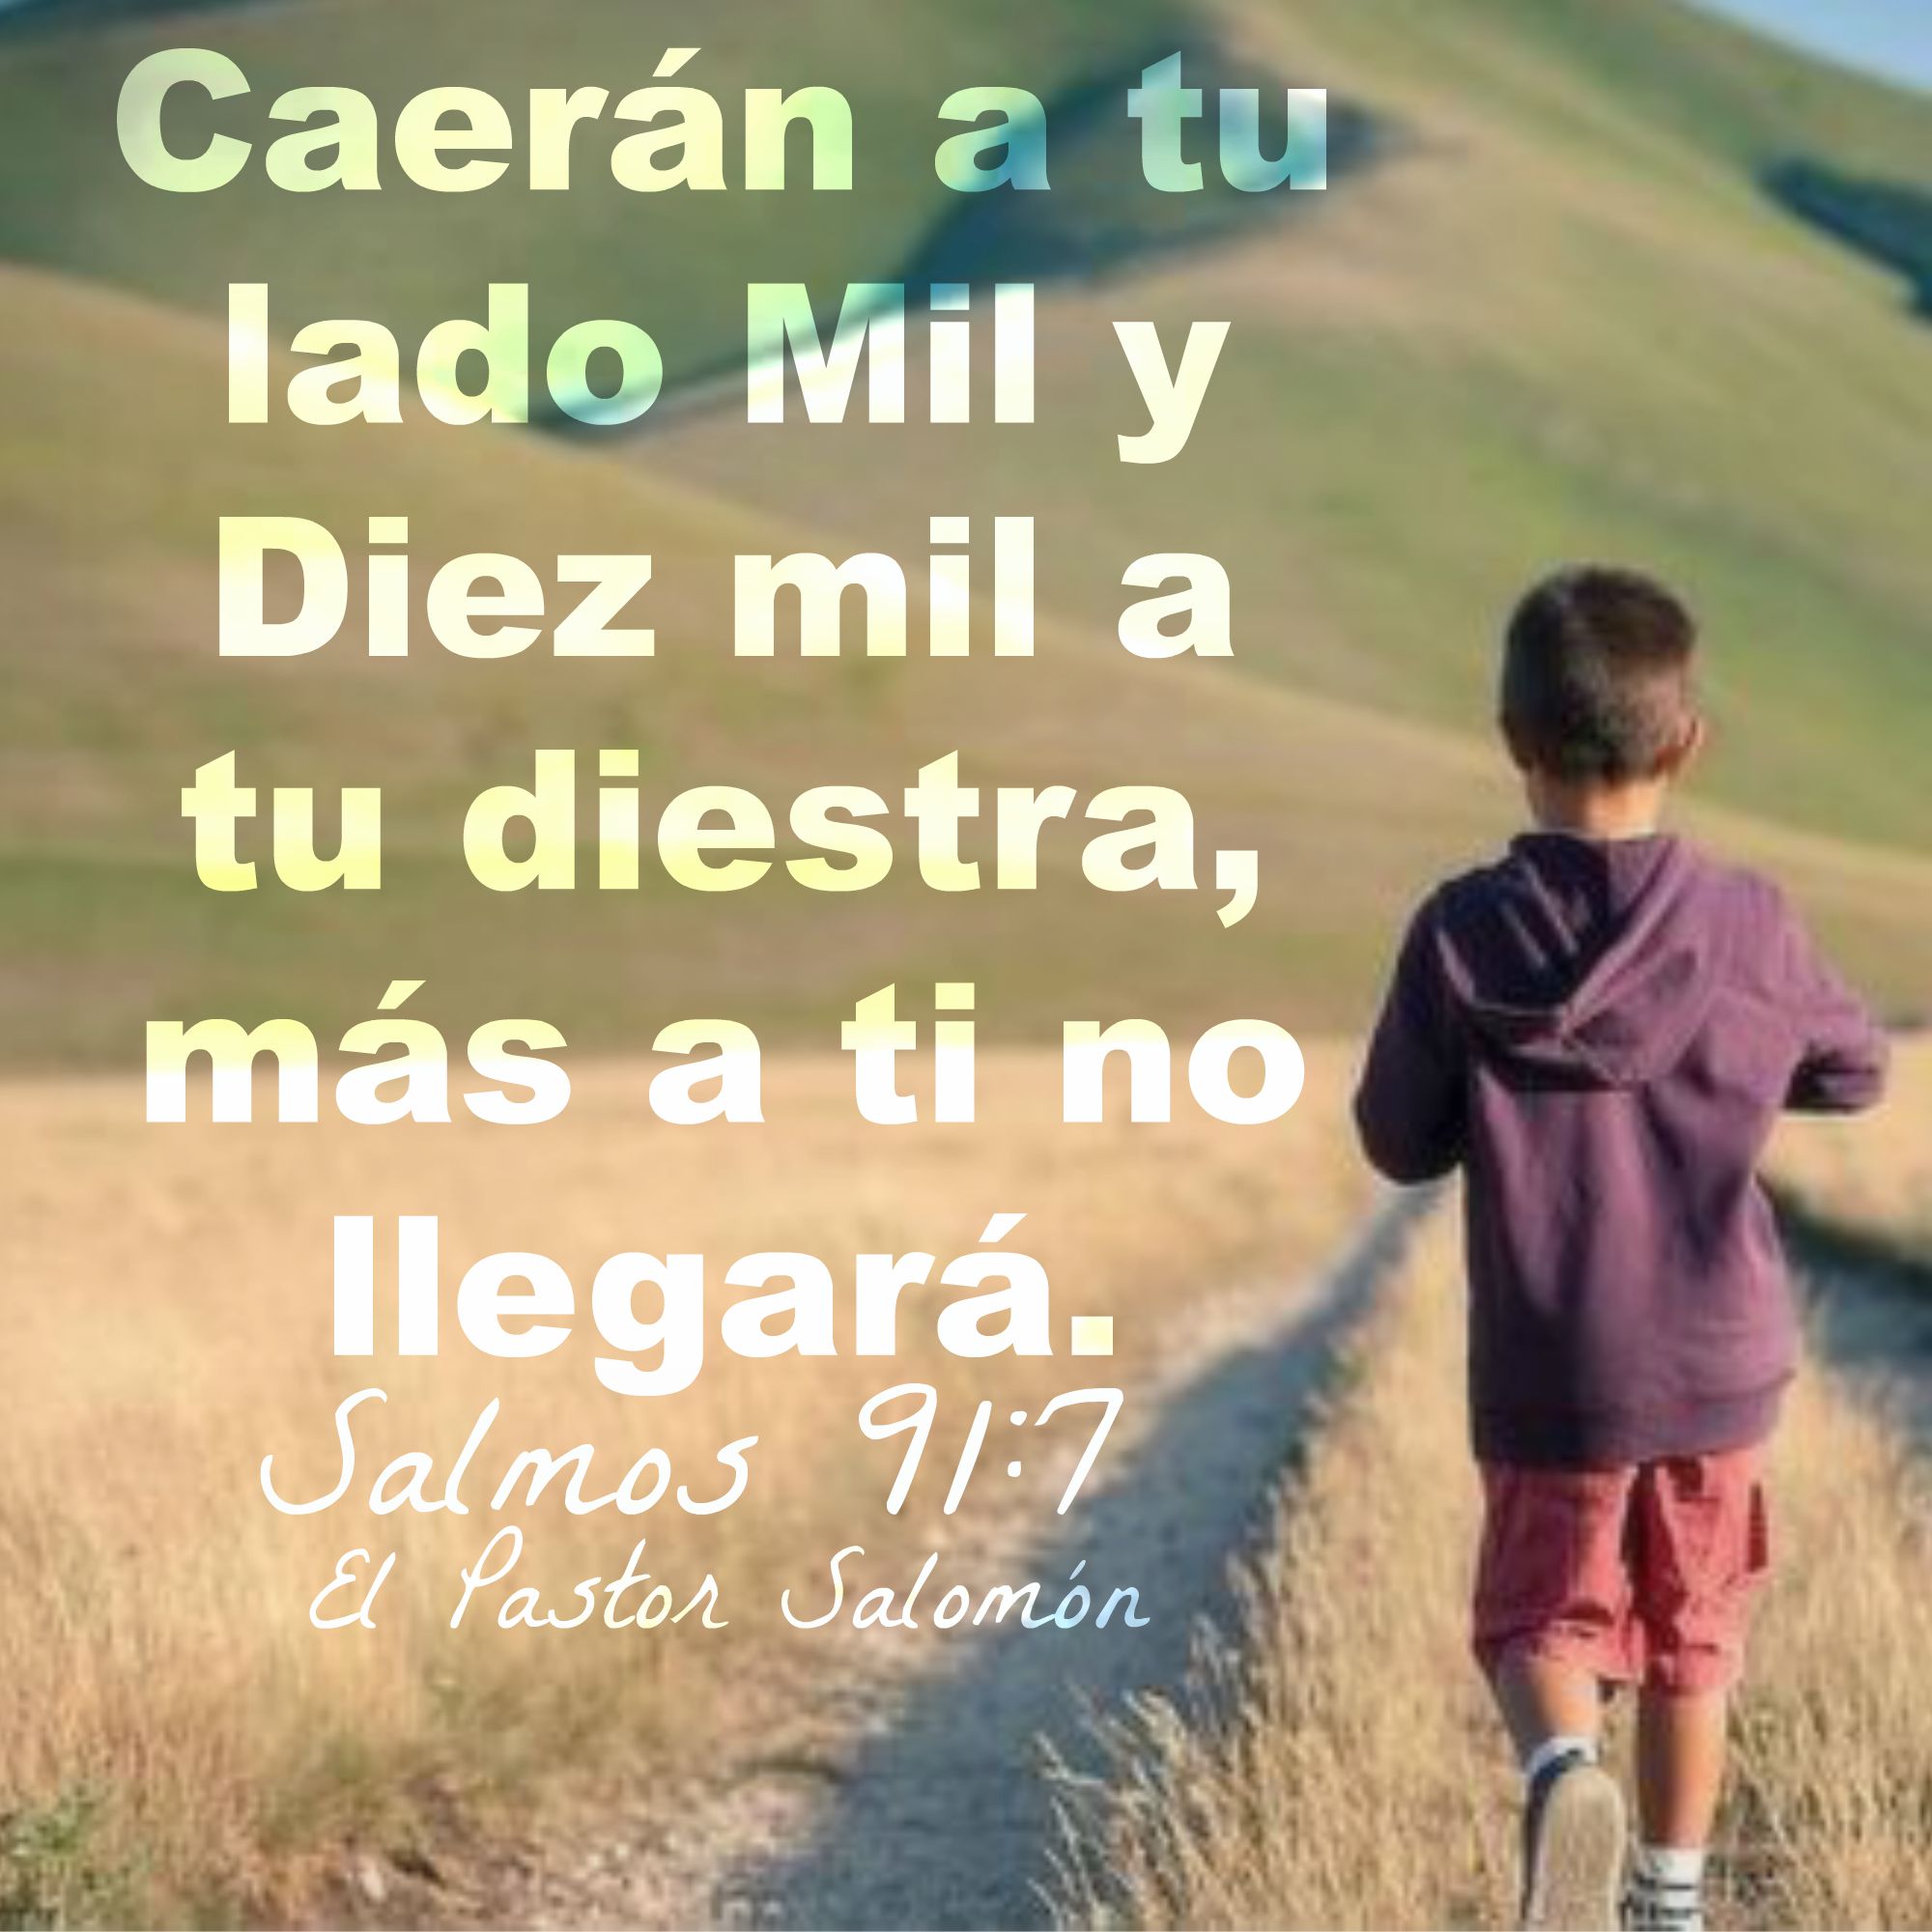 Caerán a tu
lado Mil y
Diez mil a
tu diestra,
más a ti no
llegará.
Salmos 91:7
El Pastor Salomón